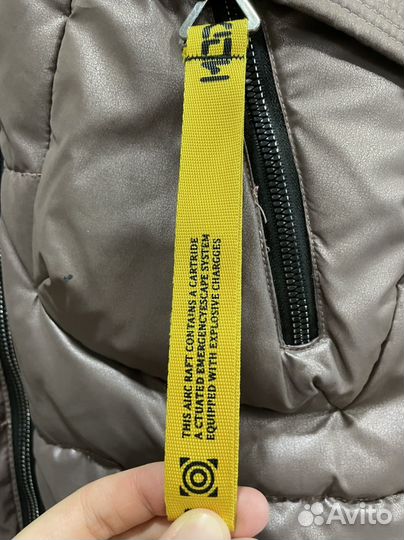 THIS AIRC RAFT CONTAINS A CARTRIDE
A CTUATED EMERGENCYESCAPE SYSTEM
EQUIPPED WITH EXPLOSIVE CHARGGES
Avito